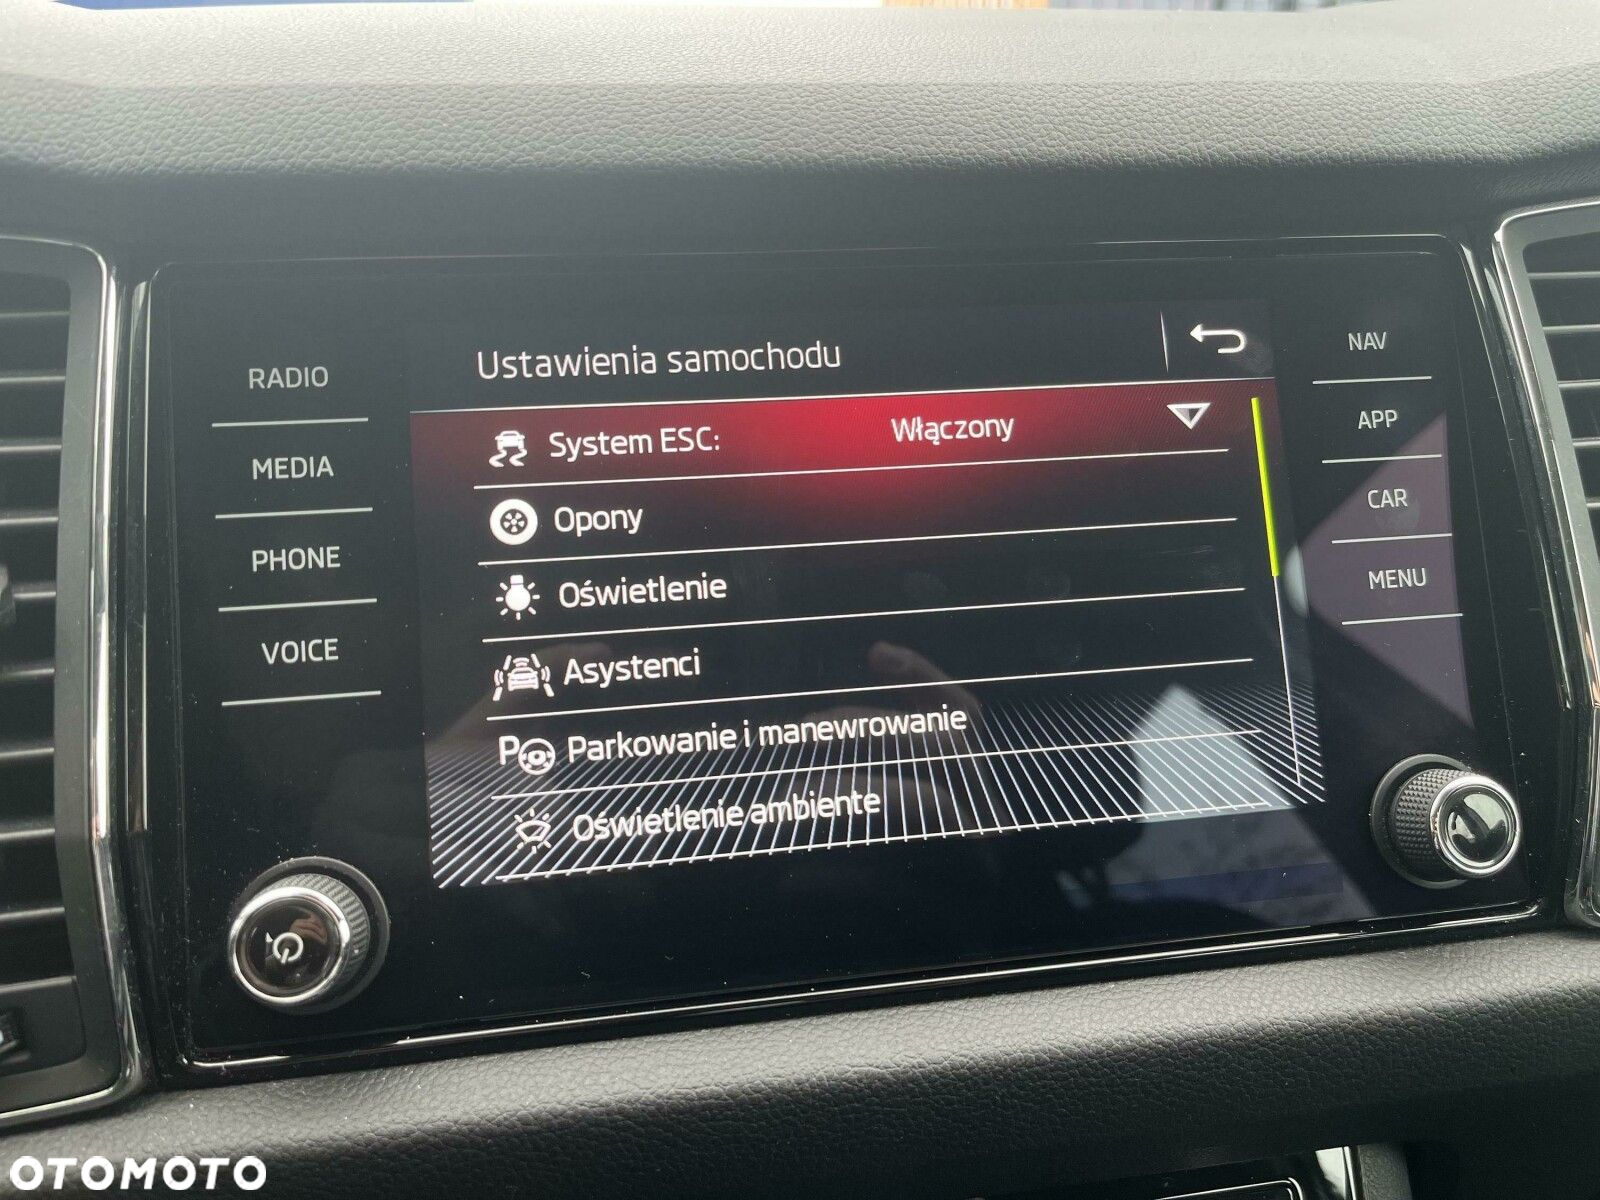 RADIO
MEDIA
PHONE
VOICE
Ustawienia samochodu
System ESC: Włączony
Opony
Oświetlenie
Asystenci
P Parkowanie i manewrowanie
Oświetlenie ambiente
NAV
APP
CAR
MENU
OTOMOTO